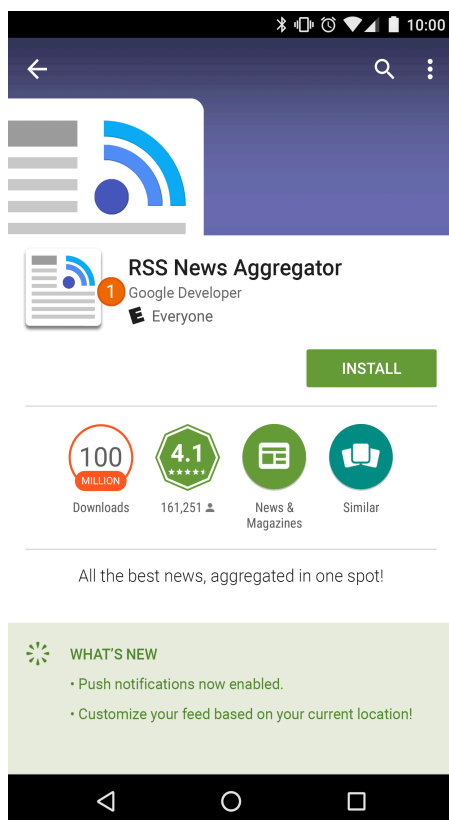 10:00
RSS News Aggregator
1
Google Developer
E Everyone
INSTALL
100
MILLION
Downloads
4.1
161,251
News &
Magazines
Similar
All the best news, aggregated in one spot!
WHAT'S NEW
• Push notifications now enabled.
• Customize your feed based on your current location!